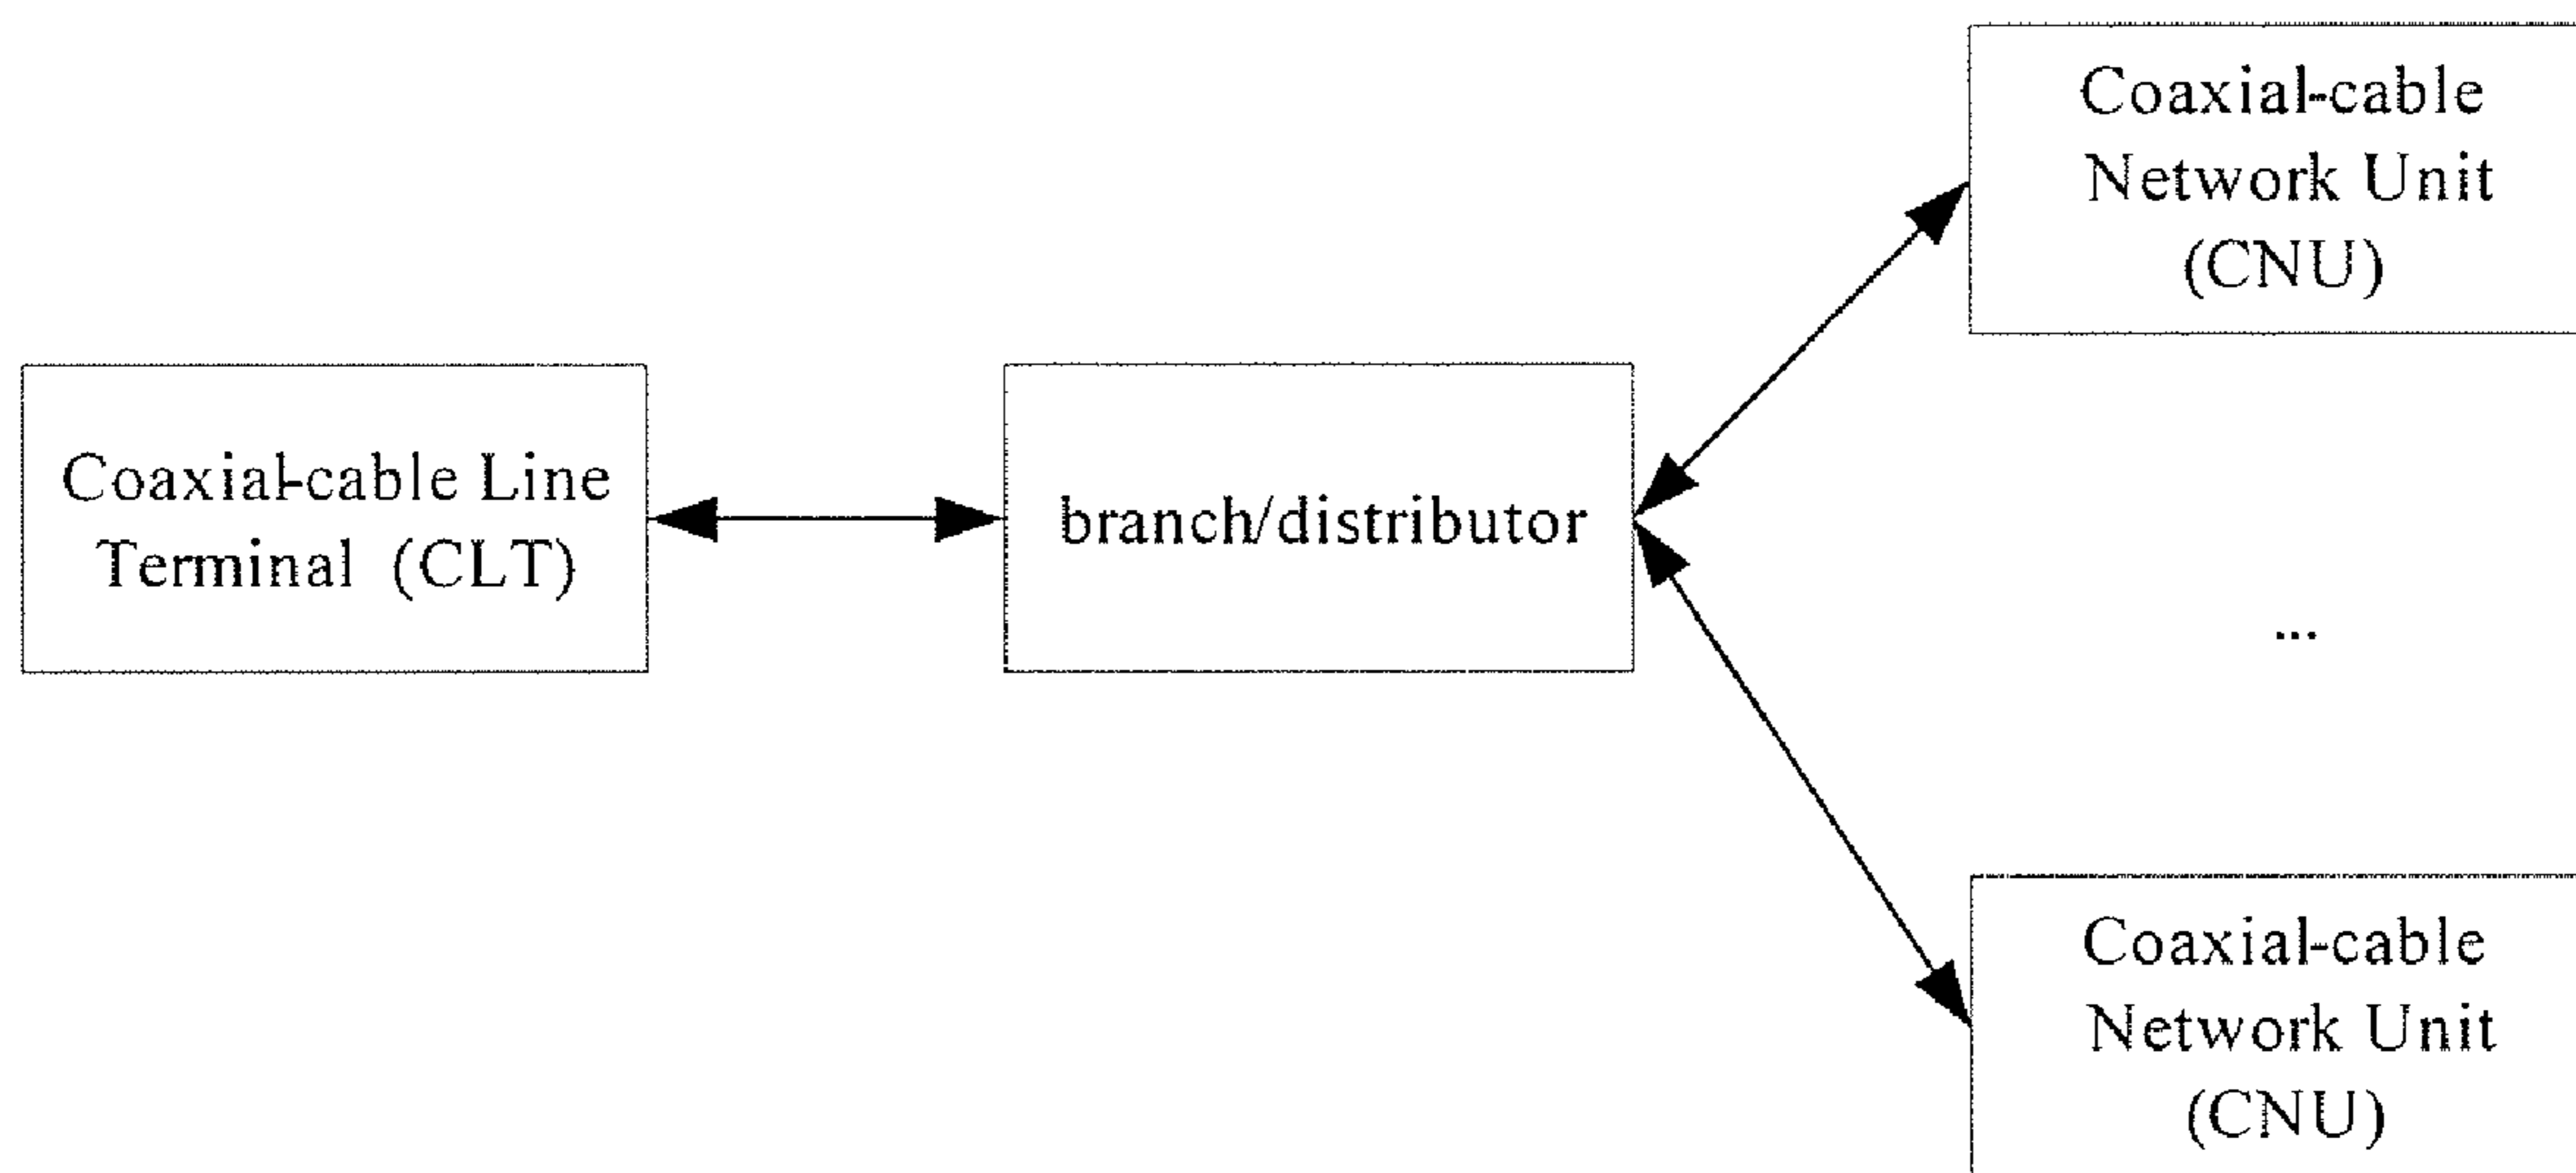 Coaxial-cable
Network Unit
(CNU)
Coaxial-cable Line
Terminal (CLT)
branch/distributor
...
Coaxial-cable
Network Unit
(CNU)